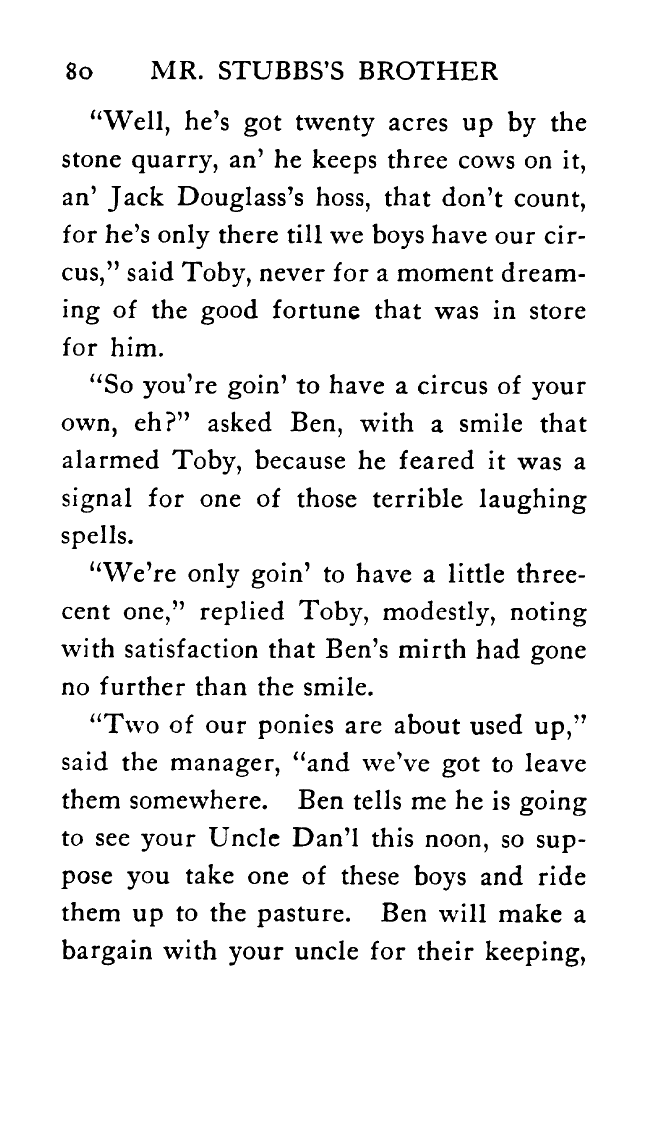 80 MR. STUBBS'S BROTHER
"Well, he's got twenty acres up by the
stone quarry, an' he keeps three cows on it,
an' Jack Douglass's hoss, that don't count,
for he's only there till we boys have our cir-
cus," said Toby, never for a moment dream-
ing of the good fortune that was in store
for him.
"So you're goin' to have a circus of your
own, eh?" asked Ben, with a smile that
alarmed Toby, because he feared it was a
signal for one of those terrible laughing
spells.
"We're only goin' to have a little three-
cent one," replied Toby, modestly, noting
with satisfaction that Ben's mirth had gone
no further than the smile.
"Two of our ponies are about used up,"
said the manager, "and we've got to leave
them somewhere. Ben tells me he is going
to see your Uncle Dan'l this noon, so sup-
pose you take one of these boys and ride
them up to the pasture. Ben will make a
bargain with your uncle for their keeping,